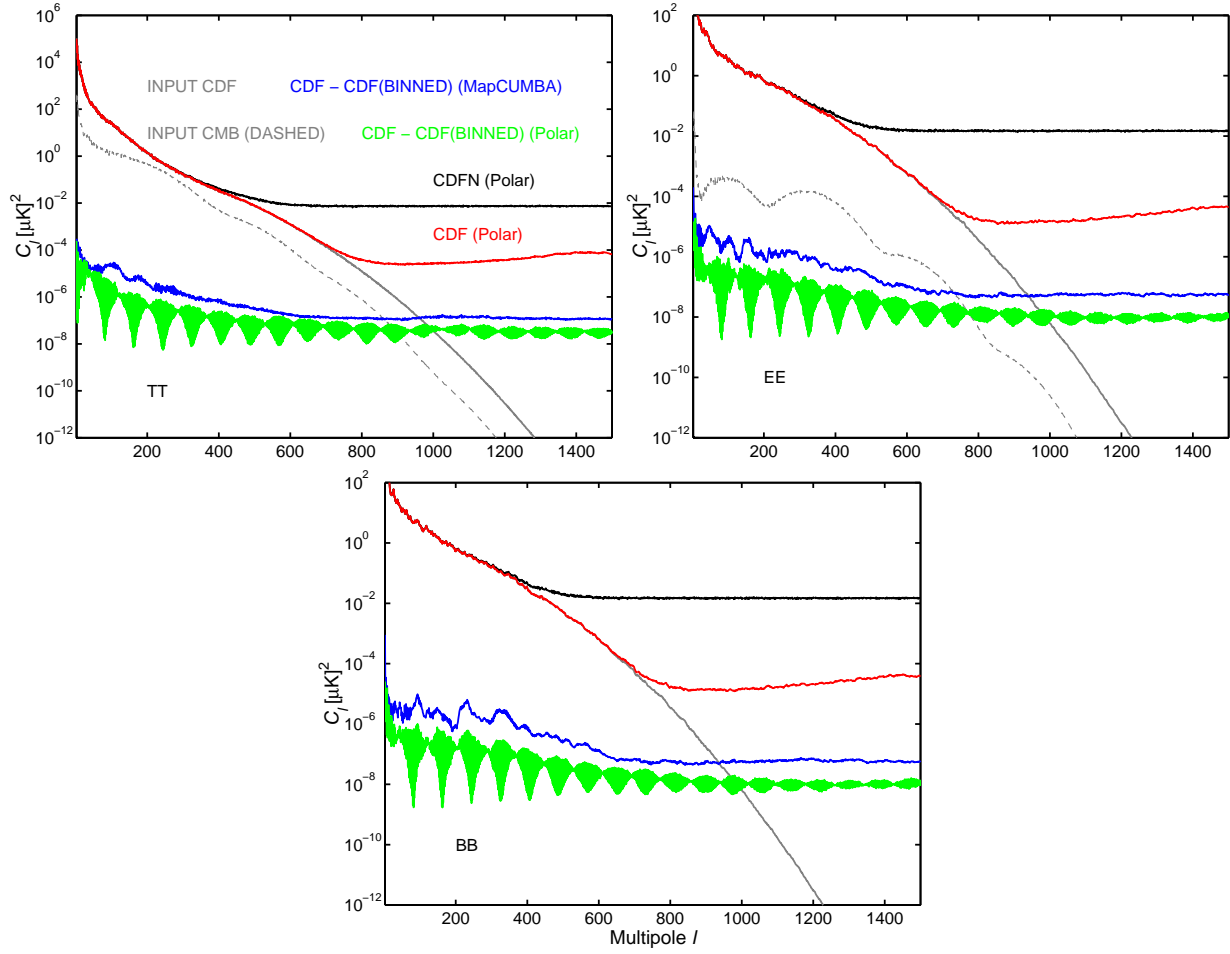 10^6
10^4
10^2
10^0
10^−2
10^−4
10^−6
10^−8
10^−10
10^−12
C_l [µK]^2
INPUT CDF
CDF − CDF(BINNED) (MapCUMBA)
INPUT CMB (DASHED)
CDF − CDF(BINNED) (Polar)
CDFN (Polar)
CDF (Polar)
TT
200 400 600 800 1000 1200 1400
10^2
10^0
10^−2
10^−4
10^−6
10^−8
10^−10
10^−12
C_l [µK]^2
EE
200 400 600 800 1000 1200 1400
10^2
10^0
10^−2
10^−4
10^−6
10^−8
10^−10
10^−12
C_l [µK]^2
BB
200 400 600 800 1000 1200 1400
Multipole l